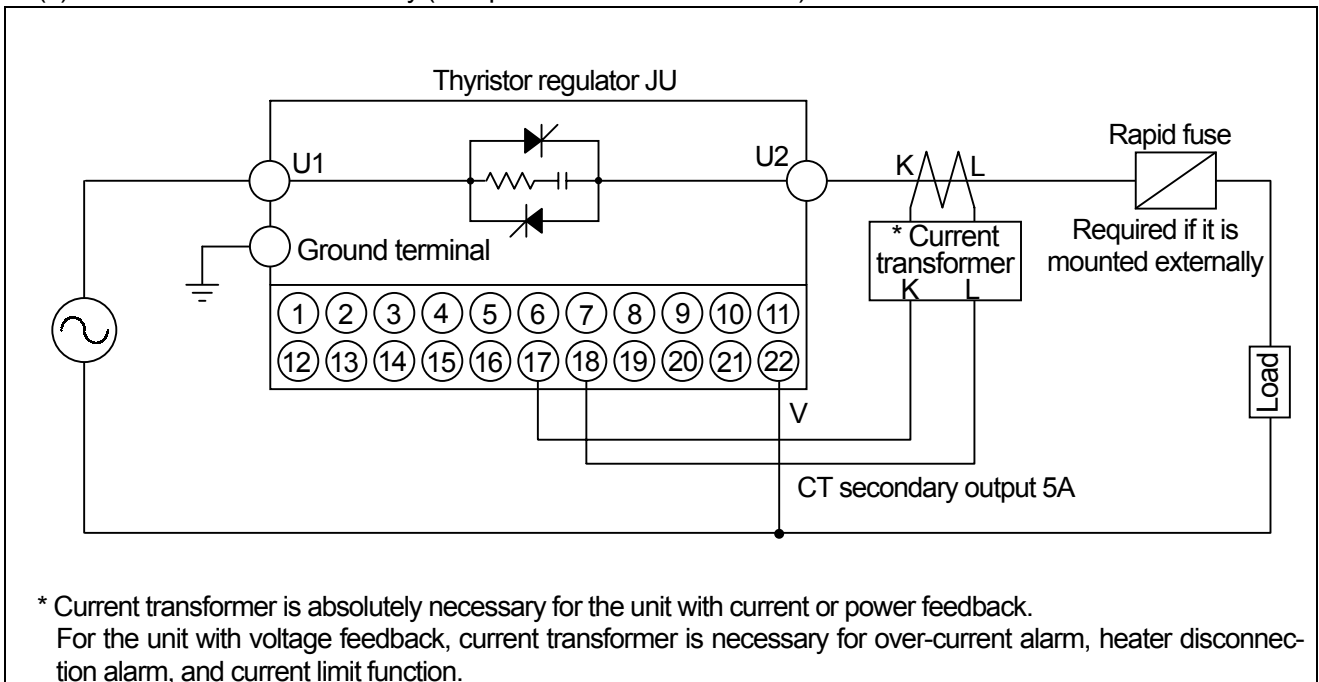 Thyristor regulator JU
U1
U2
K L
Rapid fuse
* Current
transformer
K L
Required if it is
mounted externally
Ground terminal
1 2 3 4 5 6 7 8 9 10 11
12 13 14 15 16 17 18 19 20 21 22
Load
V
CT secondary output 5A
* Current transformer is absolutely necessary for the unit with current or power feedback.
For the unit with voltage feedback, current transformer is necessary for over-current alarm, heater disconnec-
tion alarm, and current limit function.